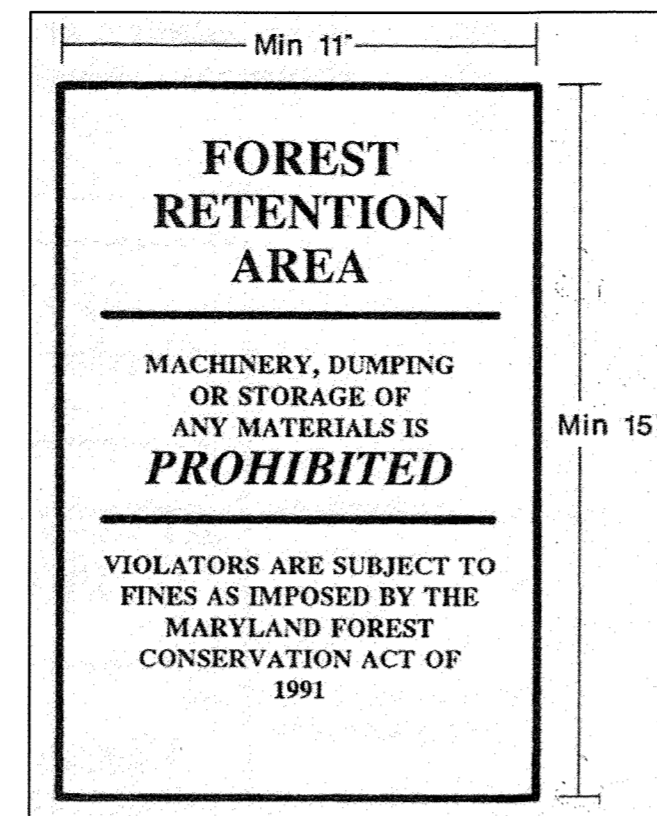 Min 11"
FOREST
RETENTION
AREA
MACHINERY, DUMPING
OR STORAGE OF
ANY MATERIALS IS
PROHIBITED
Min 15
VIOLATORS ARE SUBJECT TO
FINES AS IMPOSED BY THE
MARYLAND FOREST
CONSERVATION ACT OF
1991